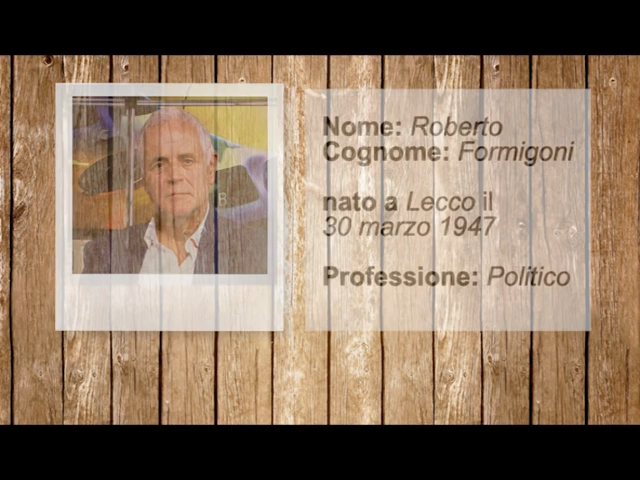 Nome: Roberto
Cognome: Formigoni
nato a Lecco il
30 marzo 1947
Professione: Politico